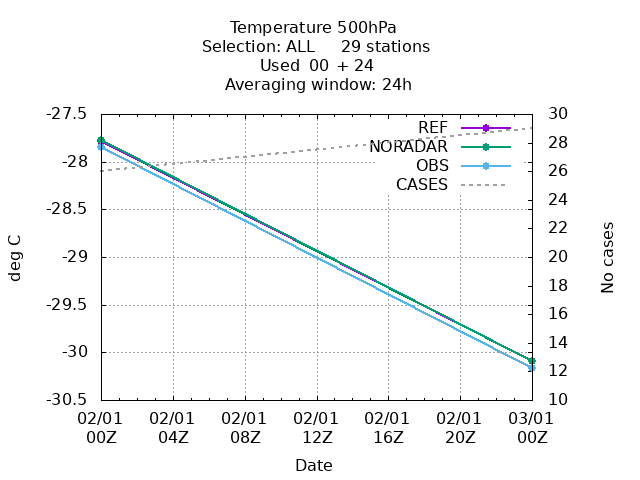 Temperature 500hPa
Selection: ALL     29 stations
Used  00  + 24
Averaging window: 24h
-27.5
-28
-28.5
-29
-29.5
-30
-30.5
deg C
30
28
26
24
22
20
18
16
14
12
10
No cases
REF
NORADAR
OBS
CASES
02/01 02/01 02/01 02/01 02/01 02/01 03/01
00Z 04Z 08Z 12Z 16Z 20Z 00Z
Date